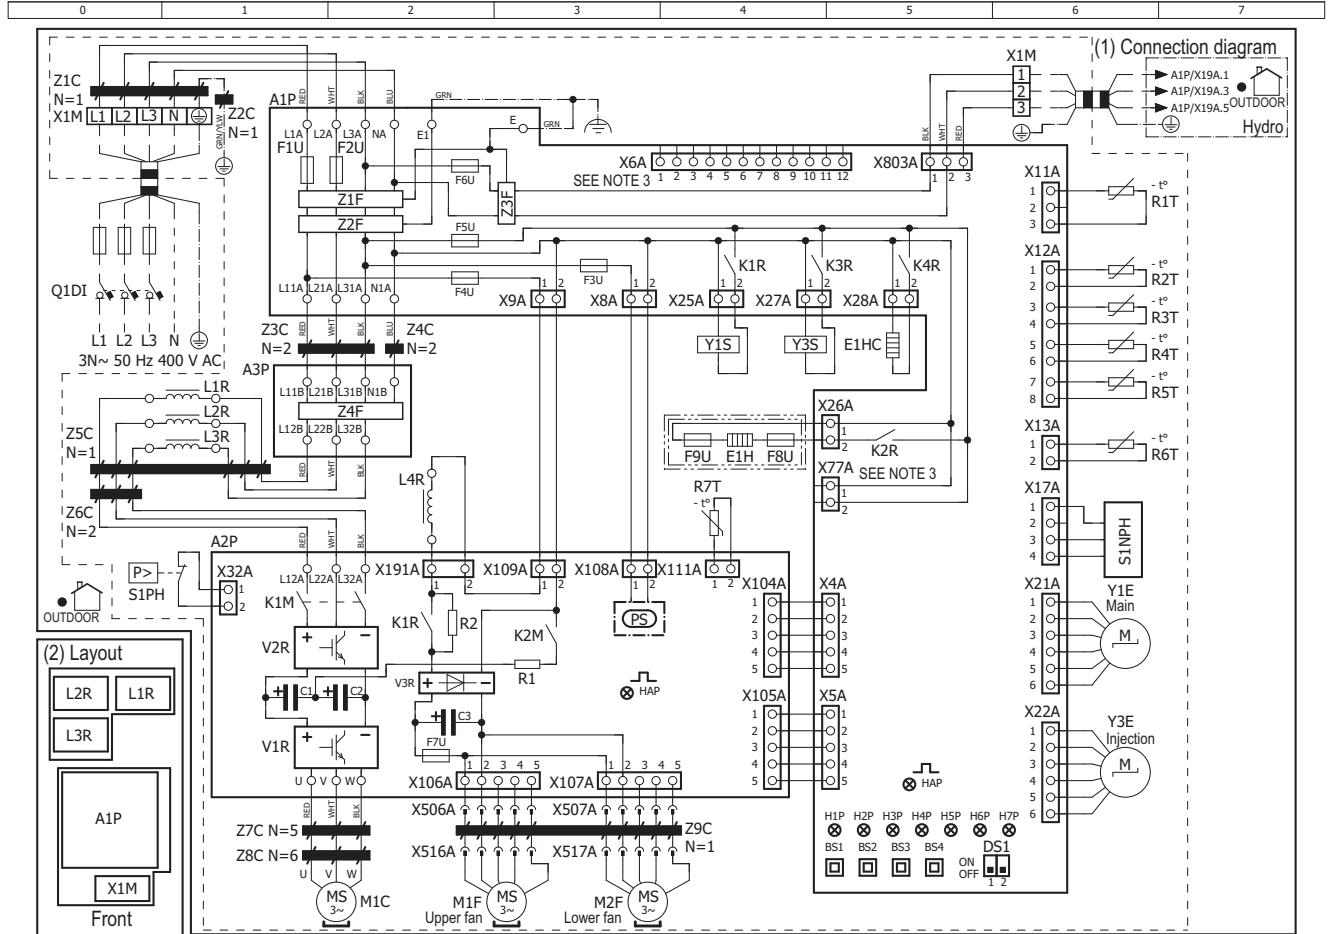 0 1 2 3 4 5 6 7
(1) Connection diagram
Z1C
N=1
X1M L1 L2 L3 N
Z2C
N=1
GRN/YLW
RED WHT BLK BLU
A1P
GRN
E GRN
L1A L2A L3A NA E1
F1U F2U
F6U
Z3F
Z1F
Z2F
F5U
F4U
F3U
L11A L21A L31A N1A
X6A
SEE NOTE 3
1 2 3 4 5 6 7 8 9 10 11 12
X803A
1 2 3
BLK WHT RED
X1M
1
2
3
A1P/X19A.1
A1P/X19A.3
A1P/X19A.5
OUTDOOR
Hydro
X11A
1
2
3
- t°
R1T
X12A
1
2
3
4
5
6
7
8
- t°
R2T
- t°
R3T
- t°
R4T
- t°
R5T
X13A
1
2
- t°
R6T
Q1DI
L1 L2 L3 N
3N~ 50 Hz 400 V AC
K1R K3R K4R
X9A 1 2
X8A 1 2
X25A 1 2
X27A 1 2
X28A 1 2
Y1S Y3S E1HC
Z3C
N=2
RED WHT BLK BLU
Z4C
N=2
A3P
L11B L21B L31B N1B
Z4F
L12B L22B L32B
RED WHT BLK
L1R
L2R
L3R
Z5C
N=1
Z6C
N=2
L4R
F9U E1H F8U
X26A
1
2
K2R
X77A
1
2
SEE NOTE 3
R7T
- t°
X17A
1
2
3
4
S1NPH
RED WHT BLK
A2P
P>
S1PH
X32A
1
2
OUTDOOR
L12A L22A L32A
K1M
X191A 1 2
X109A 1 2
X108A 1 2
X111A 1 2
PS
K1R R2
K2M
R1
V2R
+ −
C1 C2
+ +
V3R + −
C3
+
V1R
+ −
F7U
U V W
HAP
X104A
1
2
3
4
5
X4A
1
2
3
4
5
X105A
1
2
3
4
5
X5A
1
2
3
4
5
X21A
1
2
3
4
5
6
Y1E
Main
M
X22A
1
2
3
4
5
6
Y3E
Injection
M
X106A 1 2 3 4 5
X107A 1 2 3 4 5
X506A X507A
RED WHT BLK
Z7C N=5
Z8C N=6
U V W
Z9C
N=1
X516A X517A
MS
3~
M1C
M1F
Upper fan
MS
3~
M2F
Lower fan
MS
3~
HAP
H1P H2P H3P H4P H5P H6P H7P
BS1 BS2 BS3 BS4 DS1
ON
OFF
1 2
(2) Layout
L2R L1R
L3R
A1P
X1M
Front